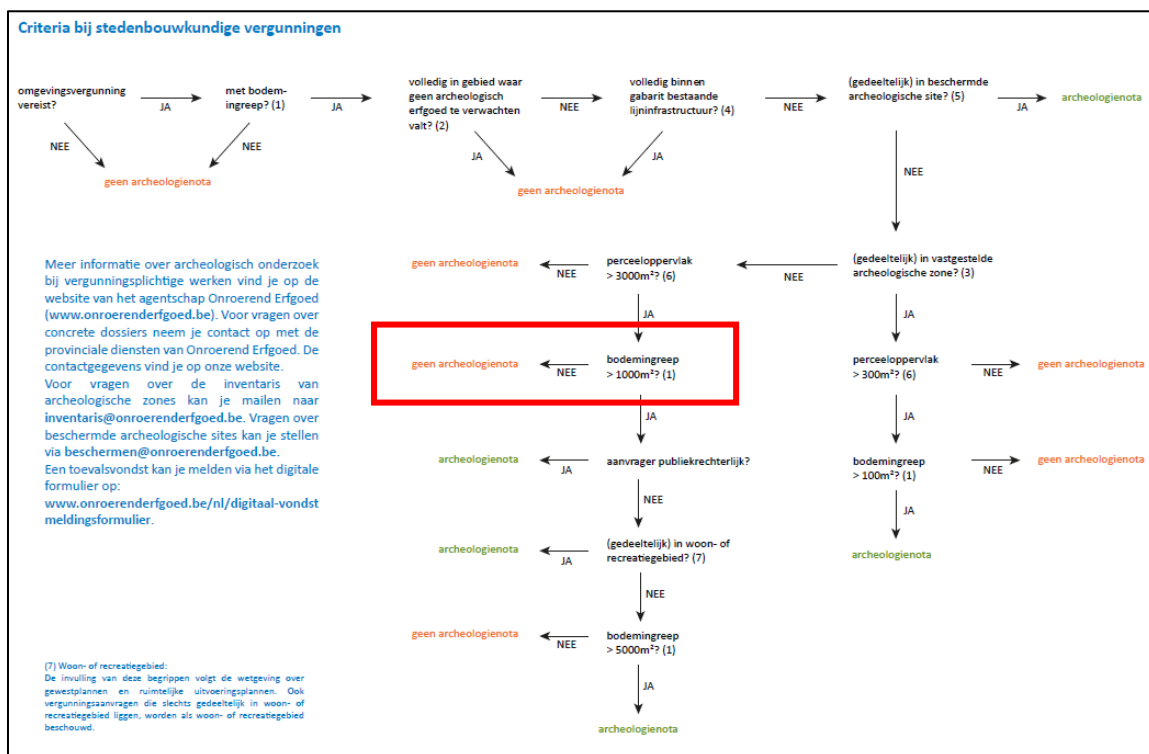 Criteria bij stedenbouwkundige vergunningen
omgevingsvergunning
vereist?
JA
NEE
met bodem-
ingreep? (1)
JA
NEE
geen archeologienota
volledig in gebied waar
geen archeologisch
erfgoed te verwachten
valt? (2)
NEE
JA
volledig binnen
gabarit bestaande
lijninfrastructuur? (4)
NEE
JA
geen archeologienota
(gedeeltelijk) in beschermde
archeologische site? (5)
JA
archeologienota
NEE
(gedeeltelijk) in vastgestelde
archeologische zone? (3)
NEE
JA
perceeloppervlak
> 3000m²? (6)
NEE
geen archeologienota
JA
bodemingreep
> 1000m²? (1)
NEE
geen archeologienota
JA
aanvrager publiekrechterlijk?
JA
archeologienota
NEE
(gedeeltelijk) in woon- of
recreatiegebied? (7)
JA
archeologienota
NEE
bodemingreep
> 5000m²? (1)
NEE
geen archeologienota
JA
archeologienota
perceeloppervlak
> 300m²? (6)
NEE
geen archeologienota
JA
bodemingreep
> 100m²? (1)
NEE
geen archeologienota
JA
archeologienota
Meer informatie over archeologisch onderzoek
bij vergunningsplichtige werken vind je op de
website van het agentschap Onroerend Erfgoed
(www.onroerenderfgoed.be). Voor vragen over
concrete dossiers neem je contact op met de
provinciale diensten van Onroerend Erfgoed. De
contactgegevens vind je op onze website.
Voor vragen over de inventaris van
archeologische zones kan je mailen naar
inventaris@onroerenderfgoed.be. Vragen over
beschermde archeologische sites kan je stellen
via beschermen@onroerenderfgoed.be.
Een toevalsvondst kan je melden via het digitale
formulier op:
www.onroerenderfgoed.be/nl/digitaal-vondst
meldingsformulier.
(7) Woon- of recreatiegebied:
De invulling van deze begrippen volgt de wetgeving over
gewestplannen en ruimtelijke uitvoeringsplannen. Ook
vergunningsaanvragen die slechts gedeeltelijk in woon- of
recreatiegebied liggen, worden als woon- of recreatiegebied
beschouwd.